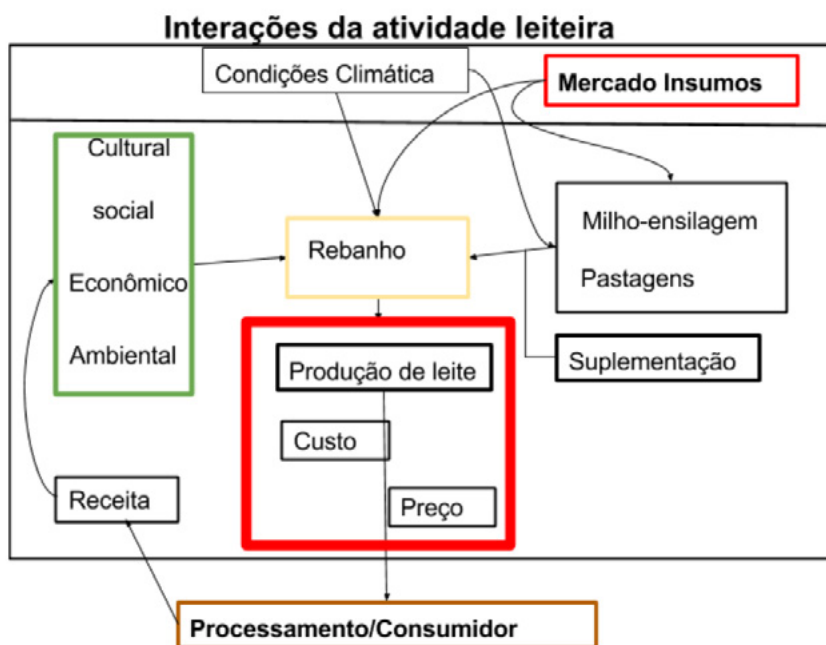 Interações da atividade leiteira
Condições Climática
Mercado Insumos
Cultural
social
Econômico
Ambiental
Rebanho
Milho-ensilagem
Pastagens
Produção de leite
Suplementação
Custo
Receita
Preço
Processamento/Consumidor